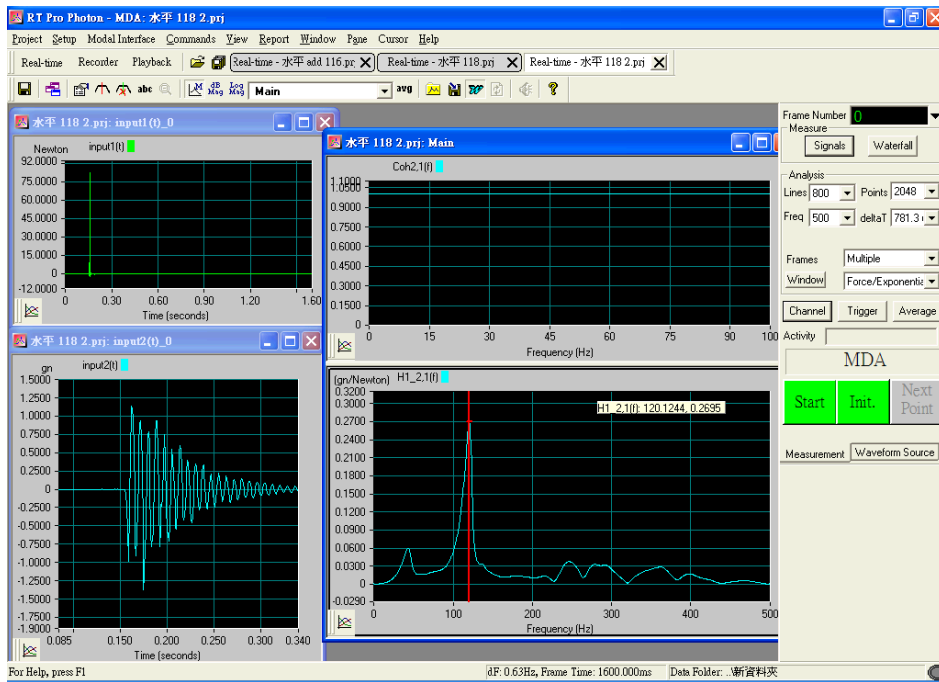 RT Pro Photon - MDA: 水平 118 2.prj
Project Setup Modal Interface Commands View Report Window Pane Cursor Help
Real-time Recorder Playback Real-time - 水平 add 116.pr Real-time - 水平 118.prj Real-time - 水平 118 2.prj
abc dB Mag Log Mag Main avg
水平 118 2.prj: input1(t)_0
Newton input1(t)
92.0000
75.0000
60.0000
45.0000
30.0000
15.0000
0
-12.0000
0 0.30 0.60 0.90 1.20 1.60
Time (seconds)
水平 118 2.prj: input2(t)_0
gn input2(t)
1.5000
1.2500
1.0000
0.7500
0.5000
0.2500
0
-0.2500
-0.5000
-0.7500
-1.0000
-1.2500
-1.5000
-1.7500
-1.9000
0.085 0.150 0.200 0.250 0.300 0.340
Time (seconds)
水平 118 2.prj: Main
Coh2,1(f)
1.1000
1.0500
0.9000
0.7500
0.6000
0.4500
0.3000
0.1500
0
0 15 30 45 60 75 90 100
Frequency (Hz)
(gn/Newton) H1_2,1(f)
0.3200
0.3000
0.2700
0.2400
0.2100
0.1800
0.1500
0.1200
0.0900
0.0600
0.0300
0
-0.0290
H1_2,1(f): 120.1244, 0.2695
0 100 200 300 400 500
Frequency (Hz)
Frame Number 0
Measure
Signals Waterfall
Analysis
Lines 800 Points 2048
Freq 500 deltaT 781.3
Frames Multiple
Window Force/Exponentia
Channel Trigger Average
Activity
MDA
Start Init. Next Point
Measurement Waveform Source
For Help, press F1
dF: 0.63Hz, Frame Time: 1600.000ms Data Folder: ..\新資料夾